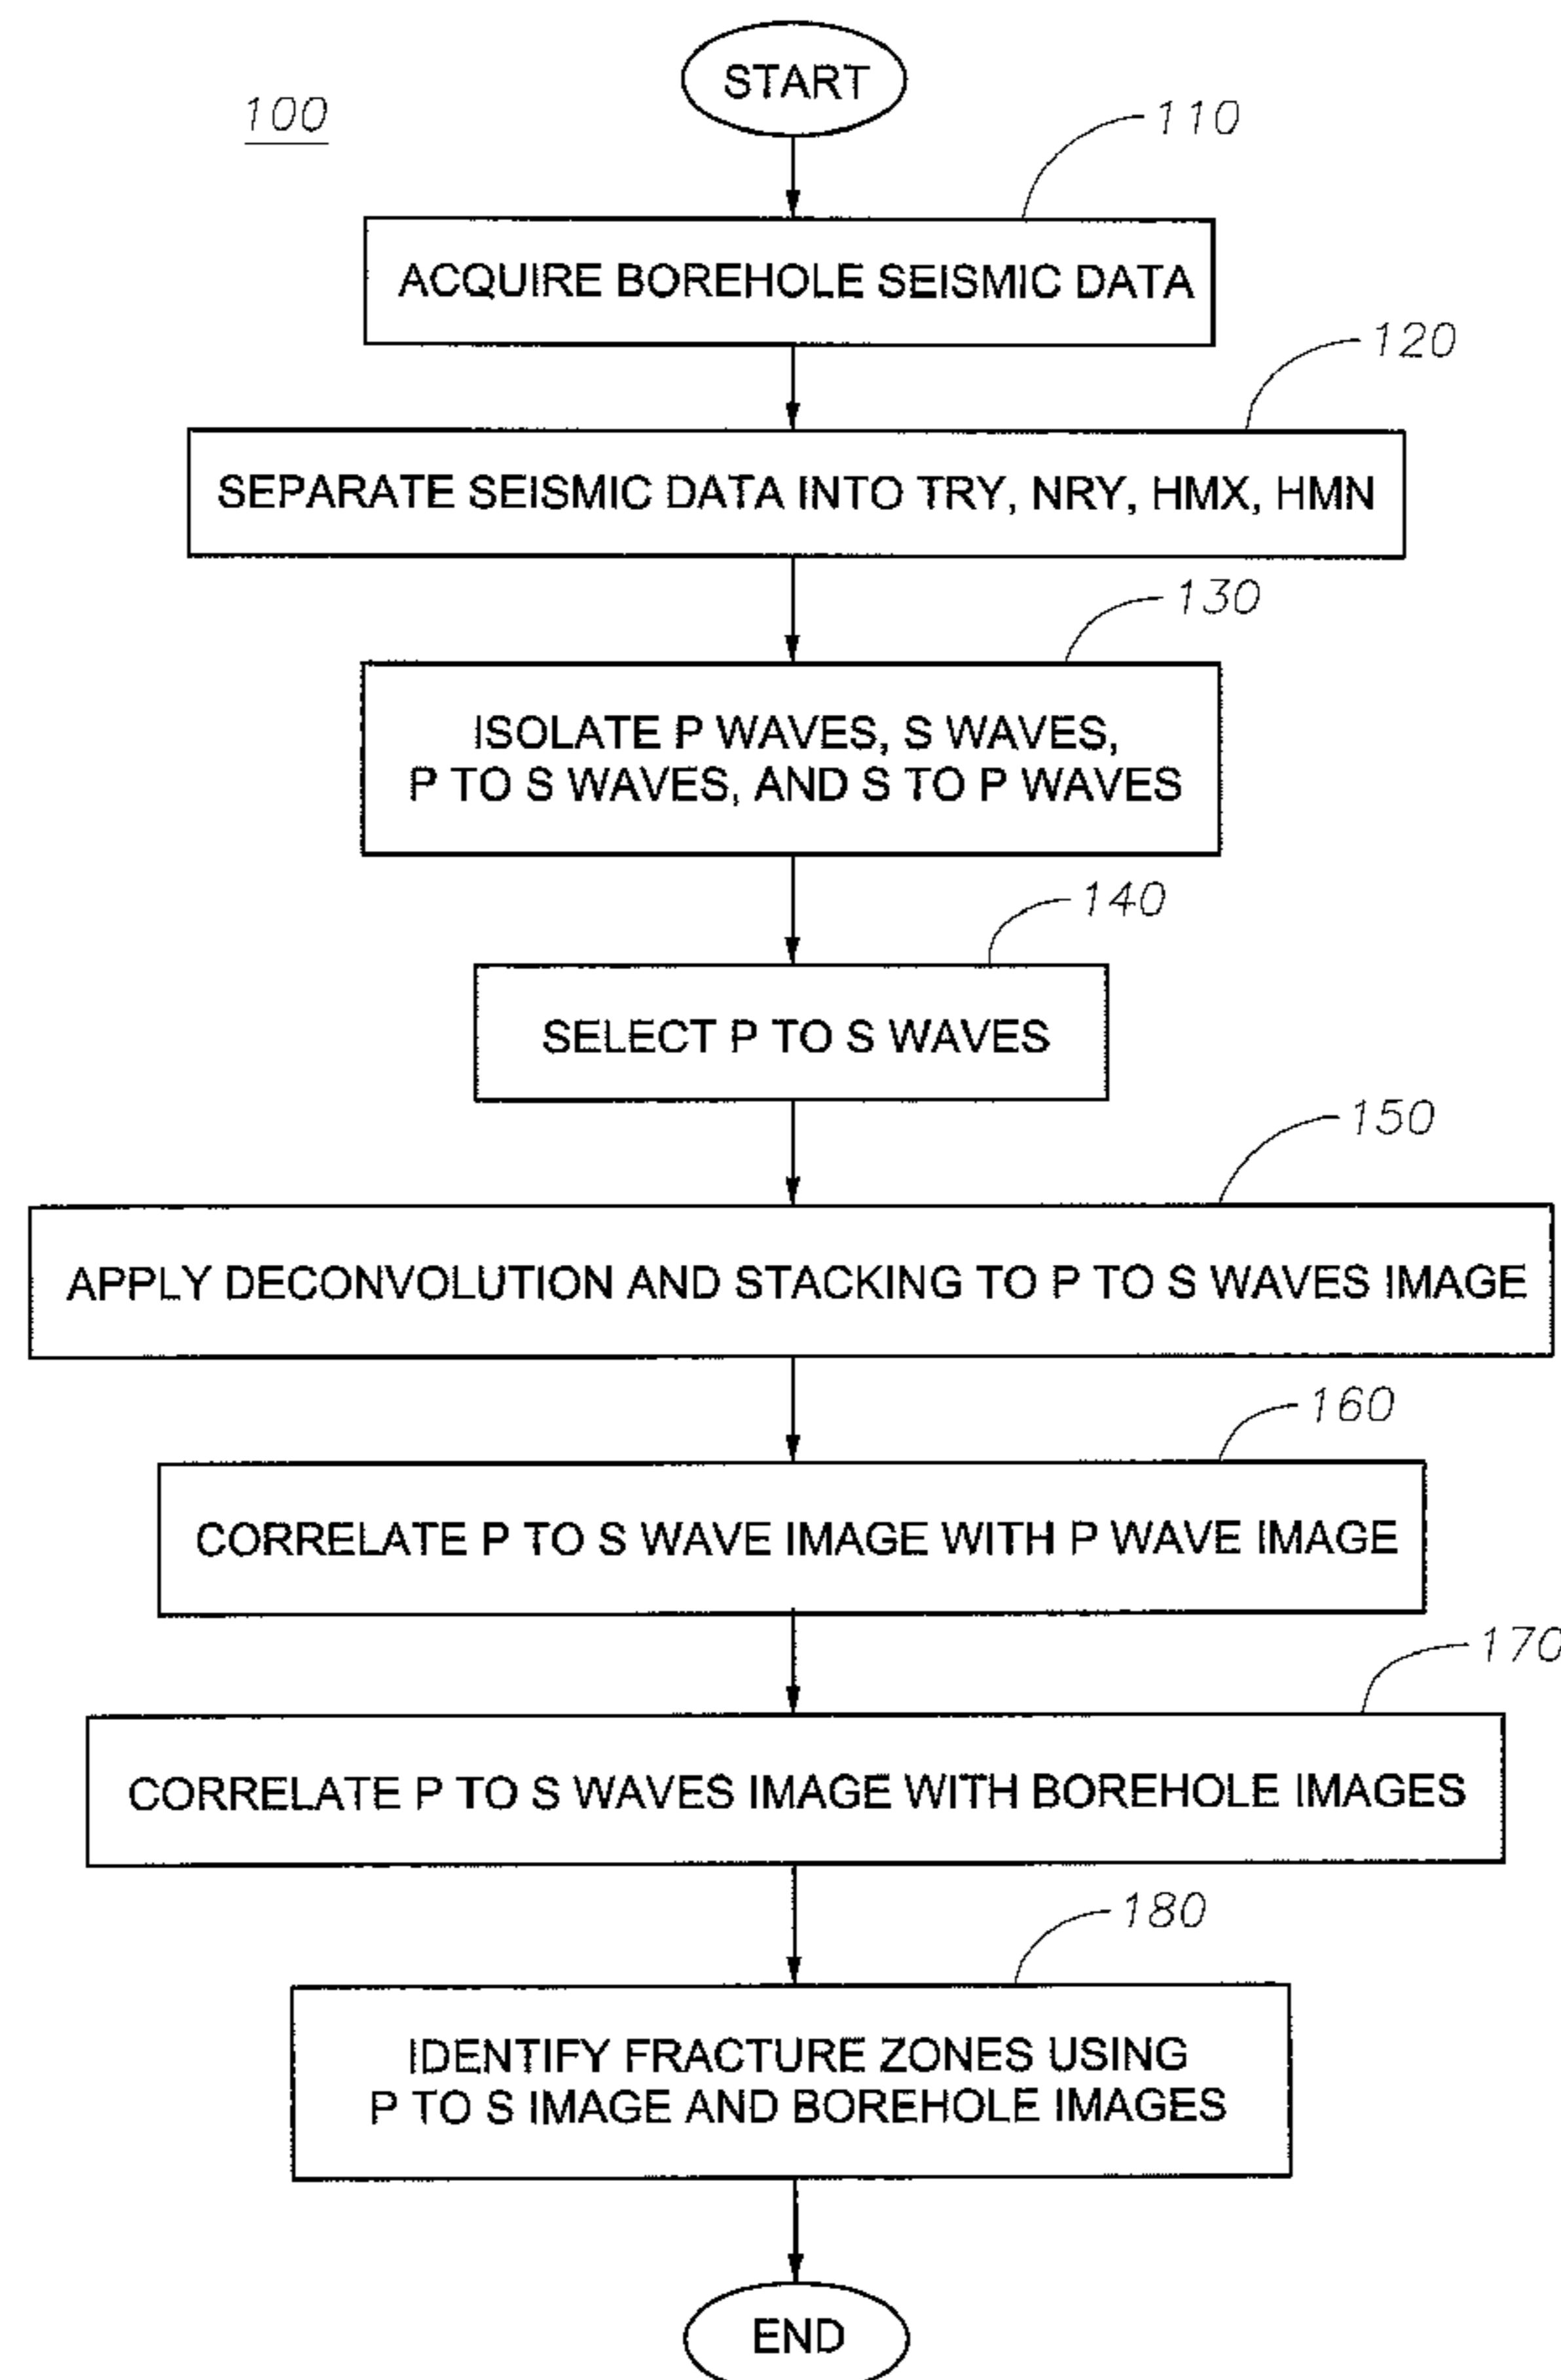 START
100
110
ACQUIRE BOREHOLE SEISMIC DATA
120
SEPARATE SEISMIC DATA INTO TRY, NRY, HMX, HMN
130
ISOLATE P WAVES, S WAVES,
P TO S WAVES, AND S TO P WAVES
140
SELECT P TO S WAVES
150
APPLY DECONVOLUTION AND STACKING TO P TO S WAVES IMAGE
160
CORRELATE P TO S WAVE IMAGE WITH P WAVE IMAGE
170
CORRELATE P TO S WAVES IMAGE WITH BOREHOLE IMAGES
180
IDENTIFY FRACTURE ZONES USING
P TO S IMAGE AND BOREHOLE IMAGES
END